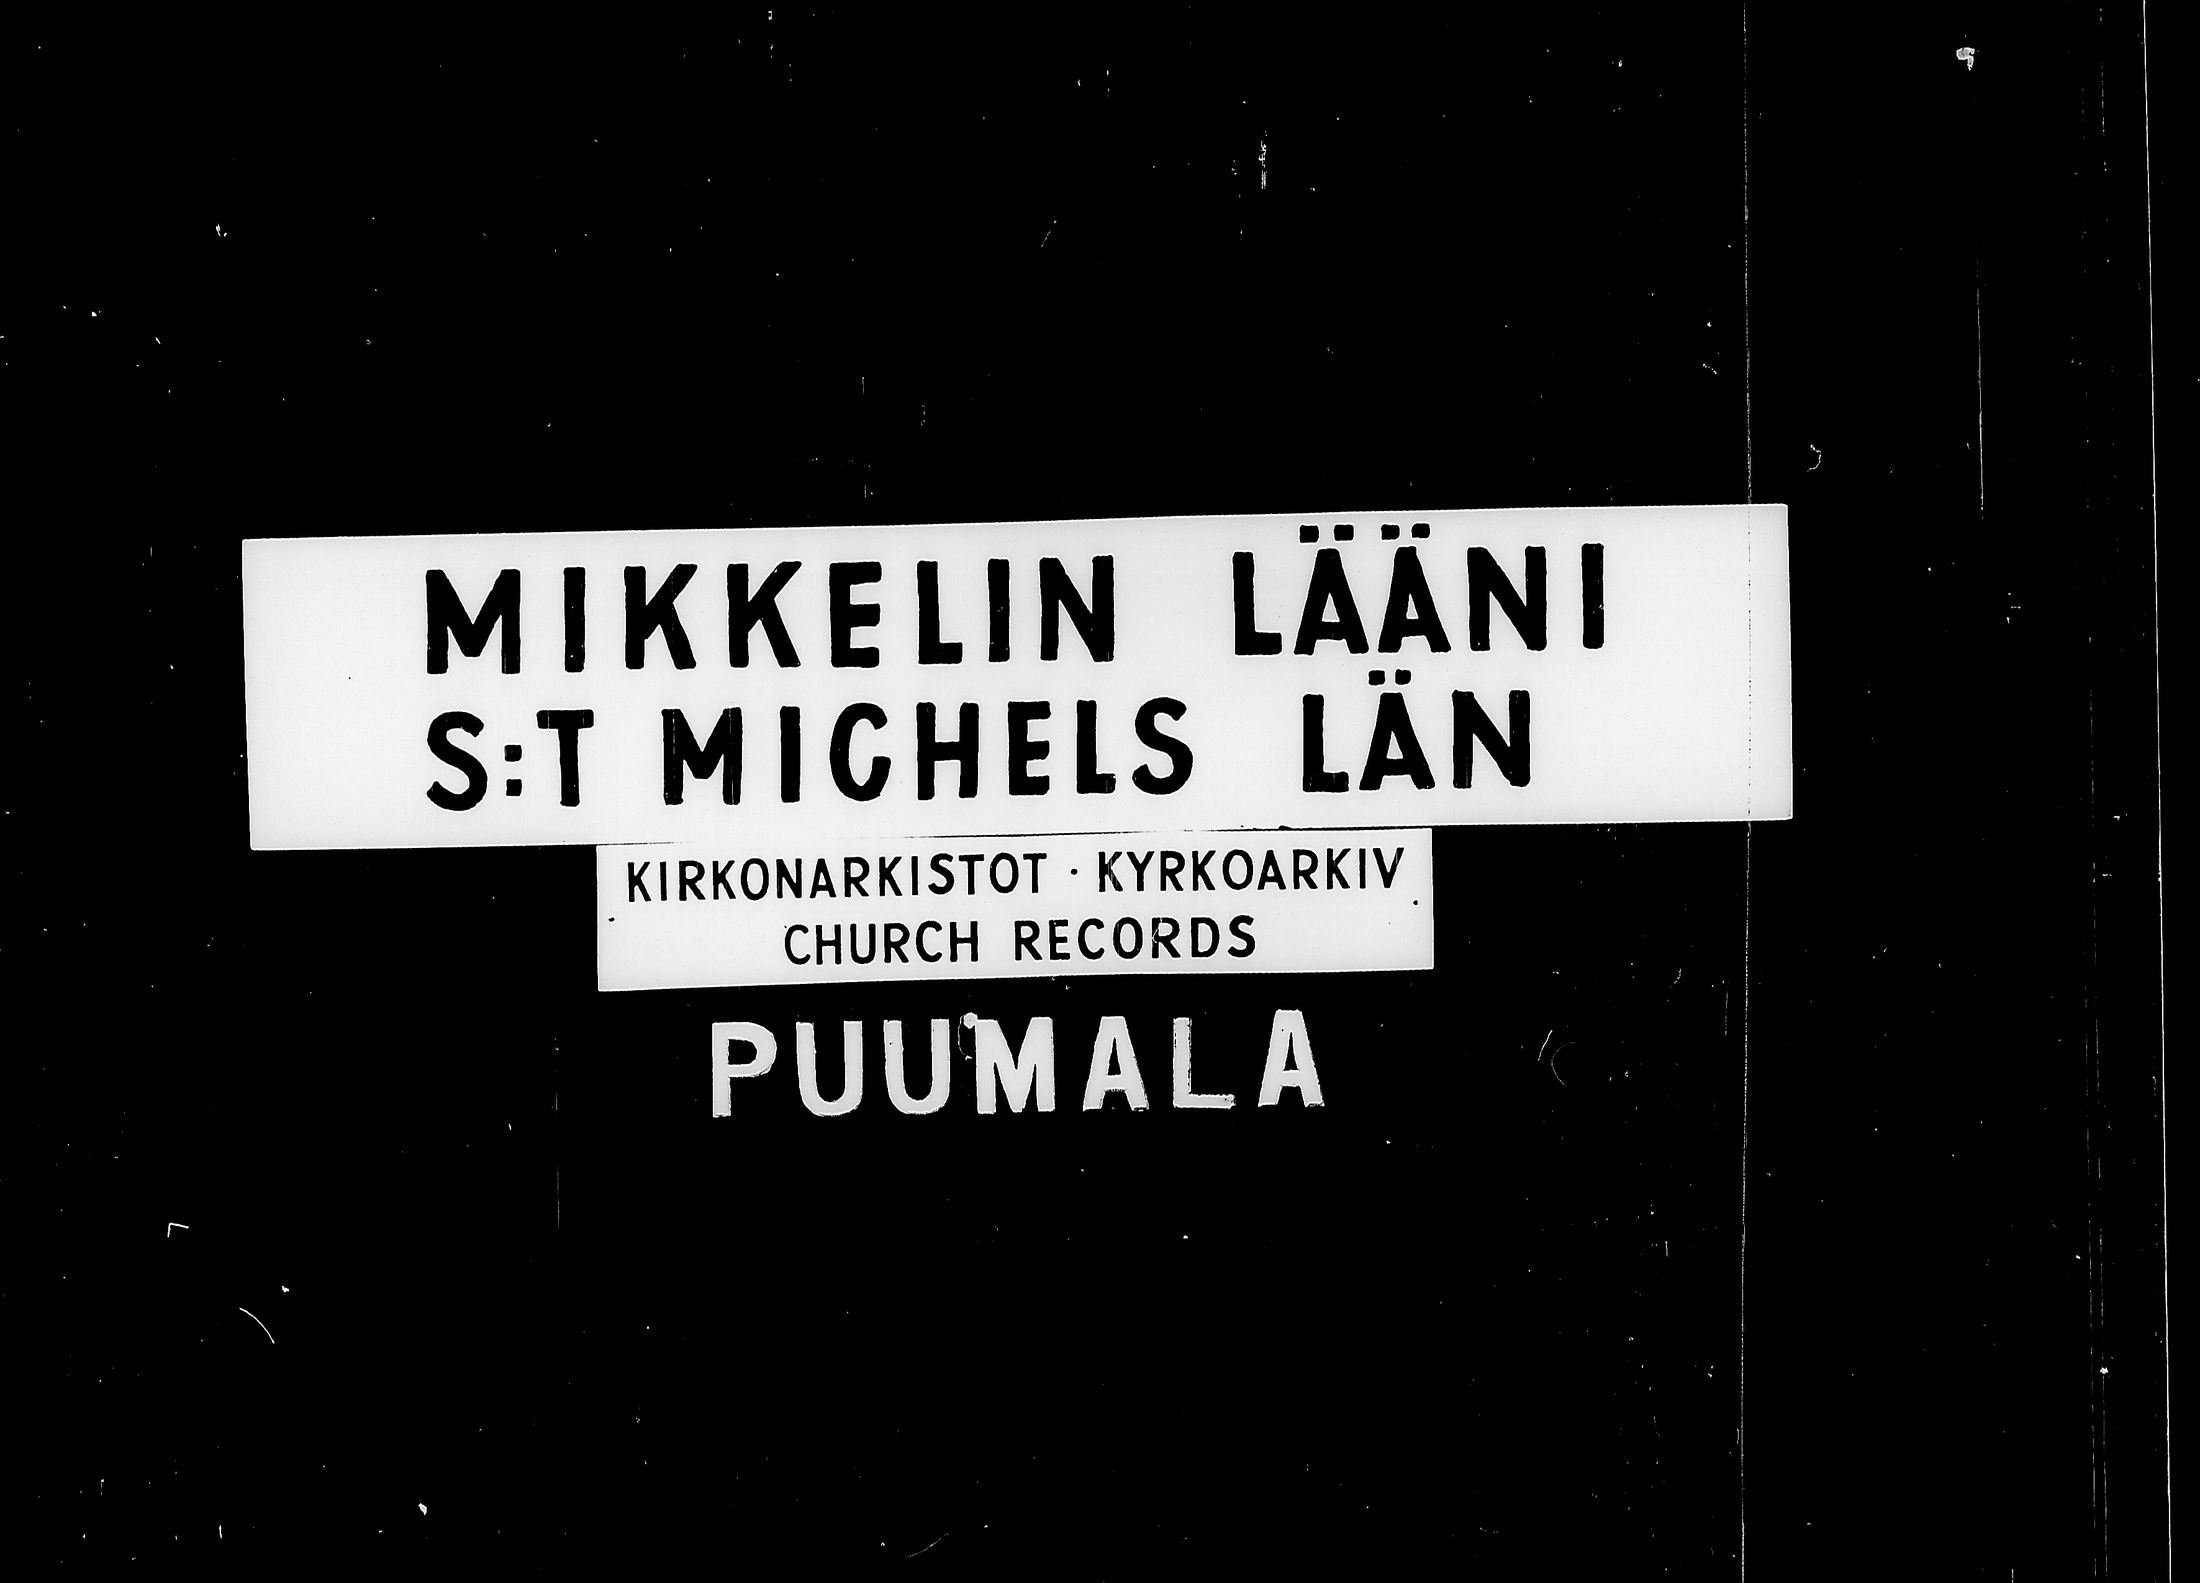 MIKKELIN LÄÄNI
S:T MICHELS LÄN
KIRKONARKISTOT · KYRKOARKIV
CHURCH RECORDS
PUUMALA